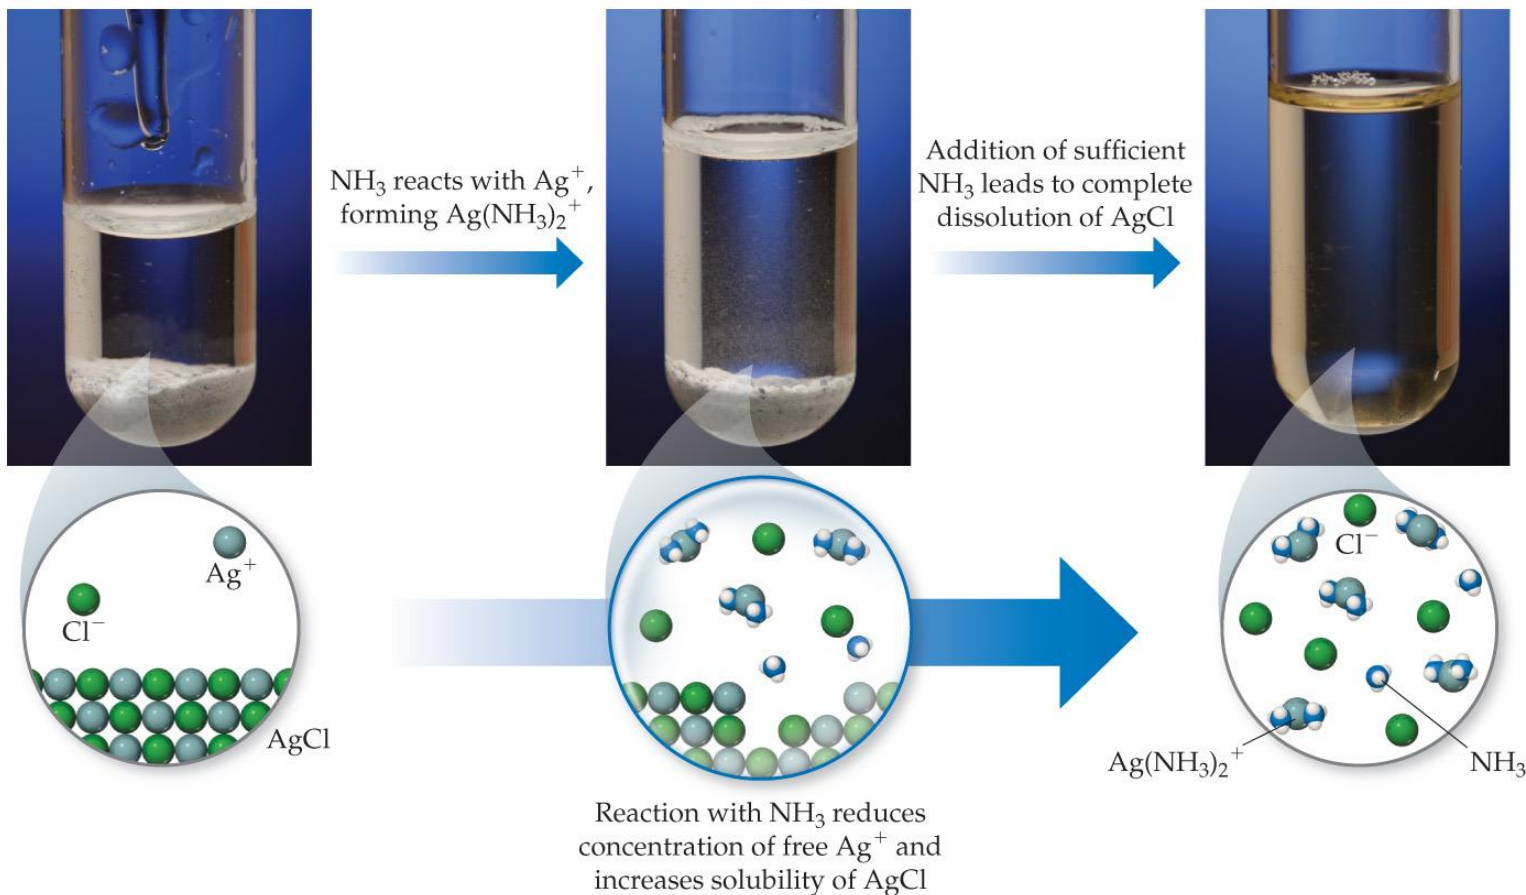 NH₃ reacts with Ag⁺,
forming Ag(NH₃)₂⁺
Addition of sufficient
NH₃ leads to complete
dissolution of AgCl
Ag⁺
Cl⁻
AgCl
Cl⁻
Ag(NH₃)₂⁺
NH₃
Reaction with NH₃ reduces
concentration of free Ag⁺ and
increases solubility of AgCl